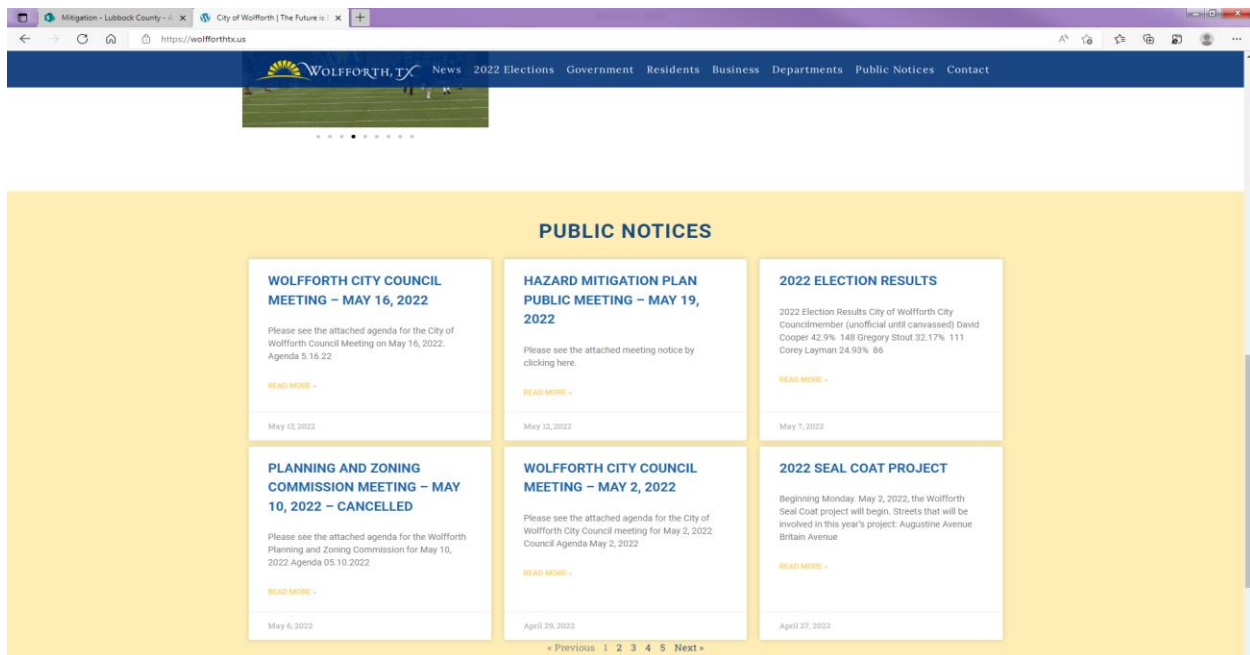 Mitigation - Lubbock County - A
City of Wolfforth | The Future is
https://wolfforthtx.us
WOLFFORTH, TX
News 2022 Elections Government Residents Business Departments Public Notices Contact
PUBLIC NOTICES
WOLFFORTH CITY COUNCIL
MEETING – MAY 16, 2022
Please see the attached agenda for the City of
Wolfforth Council Meeting on May 16, 2022.
Agenda 5.16.22
READ MORE »
May 13, 2022
HAZARD MITIGATION PLAN
PUBLIC MEETING – MAY 19,
2022
Please see the attached meeting notice by
clicking here.
READ MORE »
May 12, 2022
2022 ELECTION RESULTS
2022 Election Results City of Wolfforth City
Councilmember (unofficial until canvassed) David
Cooper 42.9% 148 Gregory Stout 32.17% 111
Corey Layman 24.93% 86
READ MORE »
May 7, 2022
PLANNING AND ZONING
COMMISSION MEETING – MAY
10, 2022 – CANCELLED
Please see the attached agenda for the Wolfforth
Planning and Zoning Commission for May 10,
2022 Agenda 05.10.2022
READ MORE »
May 6, 2022
WOLFFORTH CITY COUNCIL
MEETING – MAY 2, 2022
Please see the attached agenda for the City of
Wolfforth City Council meeting for May 2, 2022
Council Agenda May 2, 2022
READ MORE »
April 29, 2022
2022 SEAL COAT PROJECT
Beginning Monday. May 2, 2022, the Wolfforth
Seal Coat project will begin. Streets that will be
involved in this year's project: Augustine Avenue
Britain Avenue
READ MORE »
April 27, 2022
« Previous 1 2 3 4 5 Next »